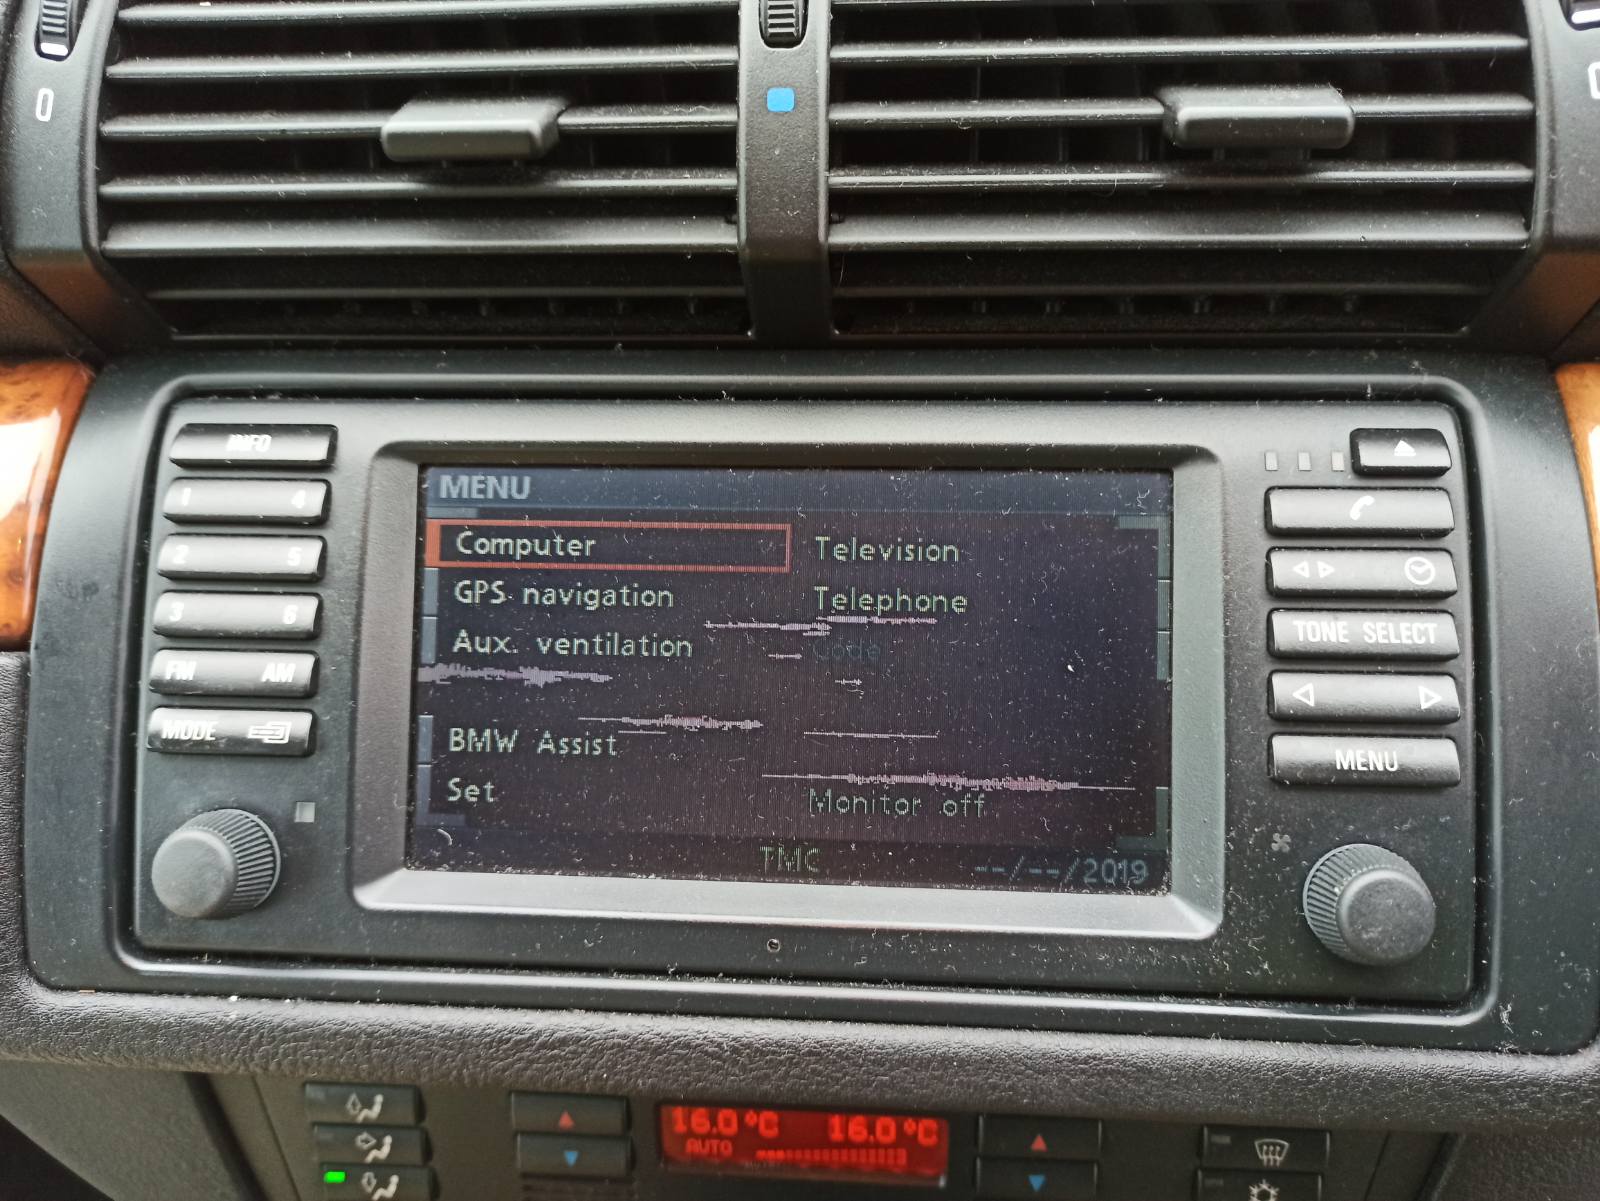 INFO
1 4
2 5
3 6
FM AM
MODE
MENU
Computer
GPS navigation
Aux. ventilation
BMW Assist
Set
Television
Telephone
Code
Monitor off
TMC
--/--/2019
TONE SELECT
MENU
16.0°C 16.0°C
AUTO